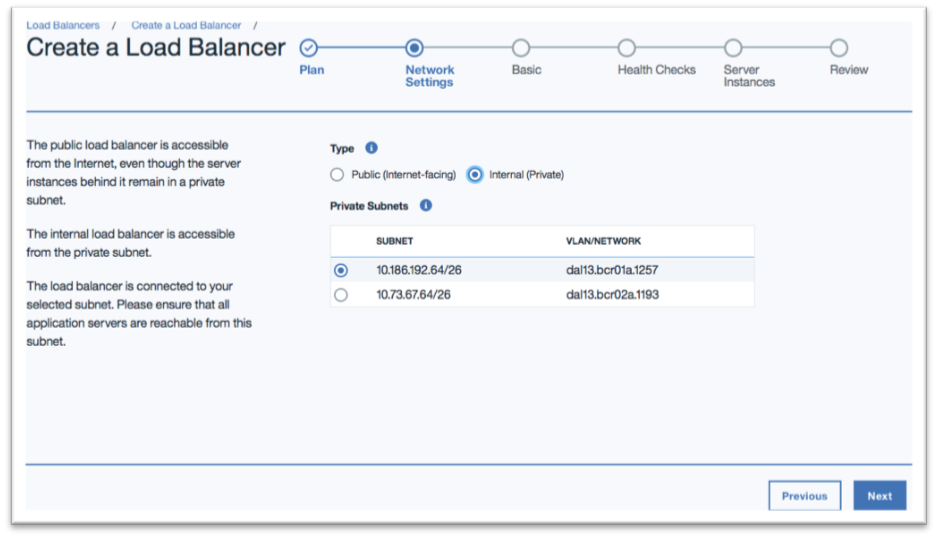 Load Balancers / Create a Load Balancer /
Create a Load Balancer
Plan
Network
Settings
Basic
Health Checks
Server
Instances
Review
The public load balancer is accessible
from the Internet, even though the server
instances behind it remain in a private
subnet.
The internal load balancer is accessible
from the private subnet.
The load balancer is connected to your
selected subnet. Please ensure that all
application servers are reachable from this
subnet.
Type
Public (Internet-facing) Internal (Private)
Private Subnets
SUBNET VLAN/NETWORK
10.186.192.64/26 dal13.bcr01a.1257
10.73.67.64/26 dal13.bcr02a.1193
Previous Next